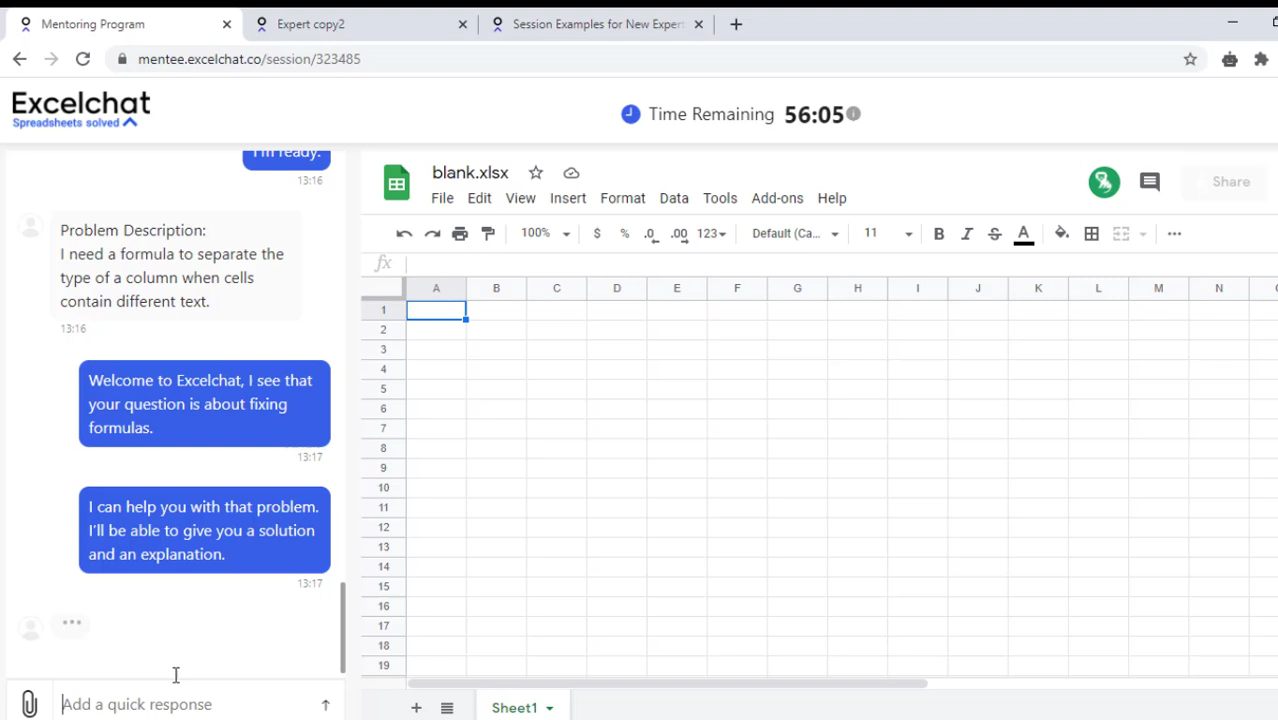 Mentoring Program
Expert copy2
Session Examples for New Expert
mentee.excelchat.co/session/323485
Excelchat
Spreadsheets solved
Time Remaining 56:05
I'm ready.
13:16
Problem Description:
I need a formula to separate the
type of a column when cells
contain different text.
13:16
Welcome to Excelchat, I see that
your question is about fixing
formulas.
13:17
I can help you with that problem.
I'll be able to give you a solution
and an explanation.
13:17
Add a quick response
blank.xlsx
File Edit View Insert Format Data Tools Add-ons Help
Share
100% $ % .0 .00 123 Default (Ca... 11 B I S A
fx
A B C D E F G H I J K L M N
1
2
3
4
5
6
7
8
9
10
11
12
13
14
15
16
17
18
19
Sheet1